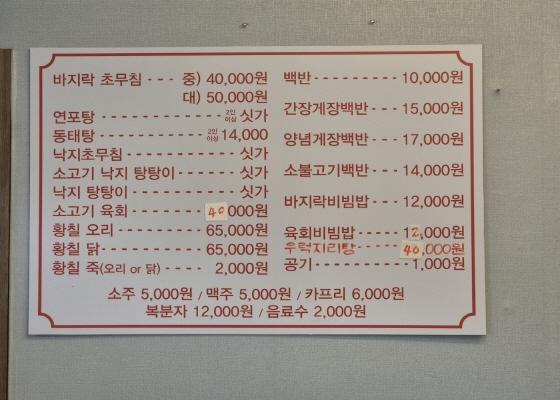 바지락 초무침 --- 중) 40,000원
대) 50,000원
연포탕 ------------- 2인 이상 싯가
동태탕 ----------- 2인 이상 14,000
낙지초무침 ------------ 싯가
소고기 낙지 탕탕이 ------ 싯가
낙지 탕탕이 ----------- 싯가
소고기 육회 ------ 40,000원
황칠 오리 --------- 65,000원
황칠 닭 ----------- 65,000원
황칠 죽(오리 or 닭) ---- 2,000원
백반 ------------- 10,000원
간장게장백반 ----- 15,000원
양념게장백반 ----- 17,000원
소불고기백반 ---- 14,000원
바지락비빔밥 ---- 12,000원
육회비빔밥 ------ 12,000원
우럭지리탕 ----- 40,000원
공기 ------------- 1,000원
소주 5,000원 / 맥주 5,000원 / 카프리 6,000원
복분자 12,000원 / 음료수 2,000원